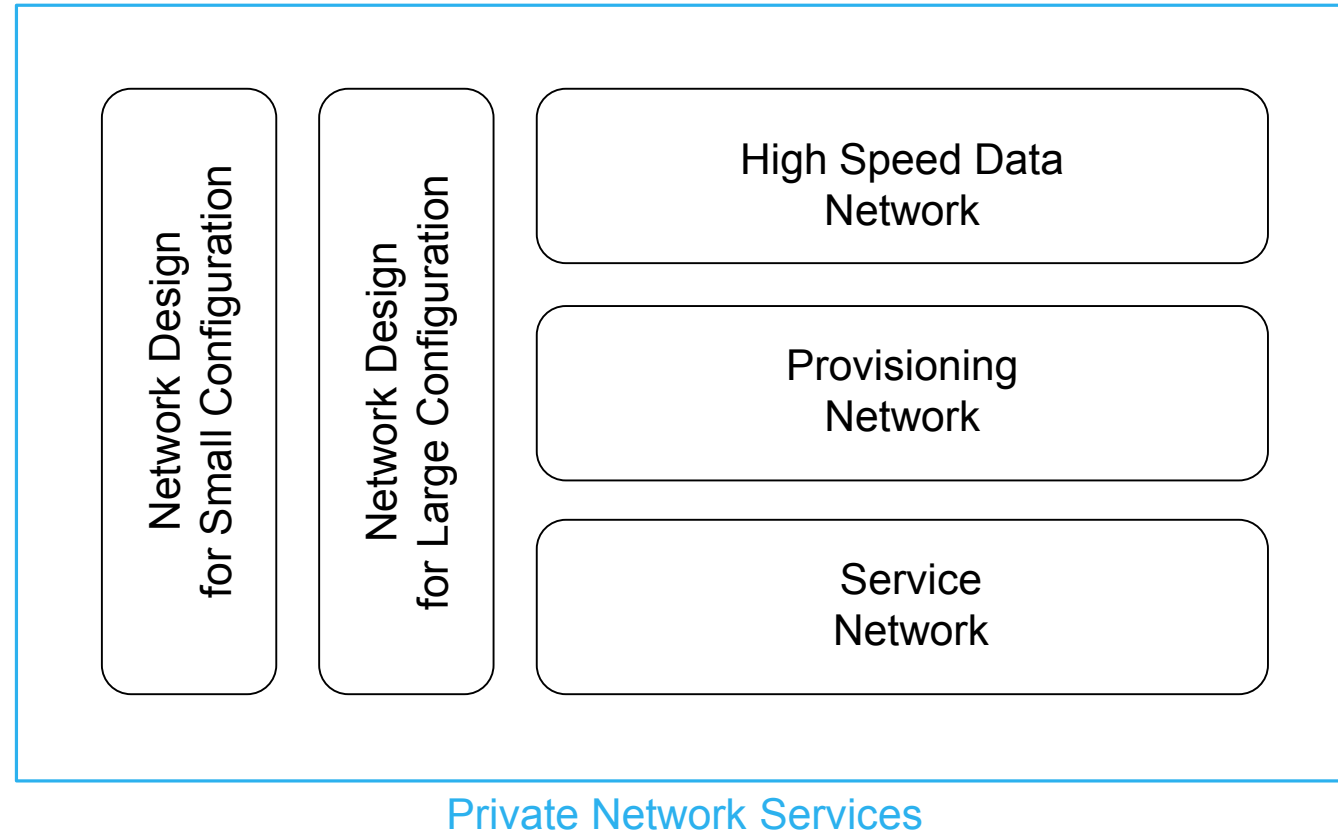 Network Design
for Small Configuration
Network Design
for Large Configuration
High Speed Data
Network
Provisioning
Network
Service
Network
Private Network Services